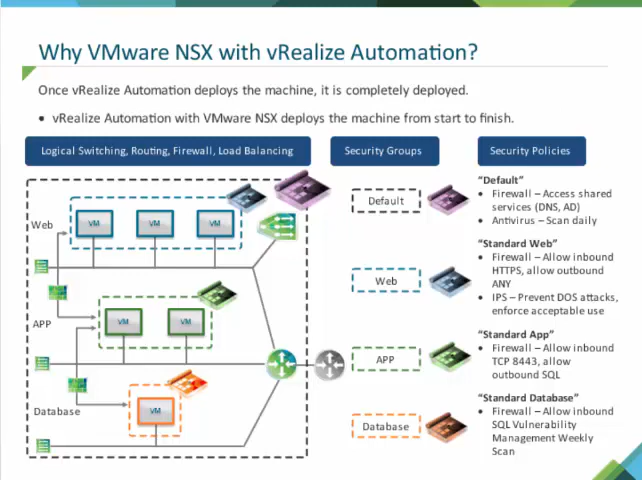 Why VMware NSX with vRealize Automation?
Once vRealize Automation deploys the machine, it is completely deployed.
• vRealize Automation with VMware NSX deploys the machine from start to finish.
Logical Switching, Routing, Firewall, Load Balancing
Security Groups
Security Policies
Web
VM
VM
VM
APP
VM
VM
Database
VM
Default
Web
APP
Database
“Default”
• Firewall – Access shared
services (DNS, AD)
• Antivirus – Scan daily
“Standard Web”
• Firewall – Allow inbound
HTTPS, allow outbound
ANY
• IPS – Prevent DOS attacks,
enforce acceptable use
“Standard App”
• Firewall – Allow inbound
TCP 8443, allow
outbound SQL
“Standard Database”
• Firewall – Allow inbound
SQL Vulnerability
Management Weekly
Scan